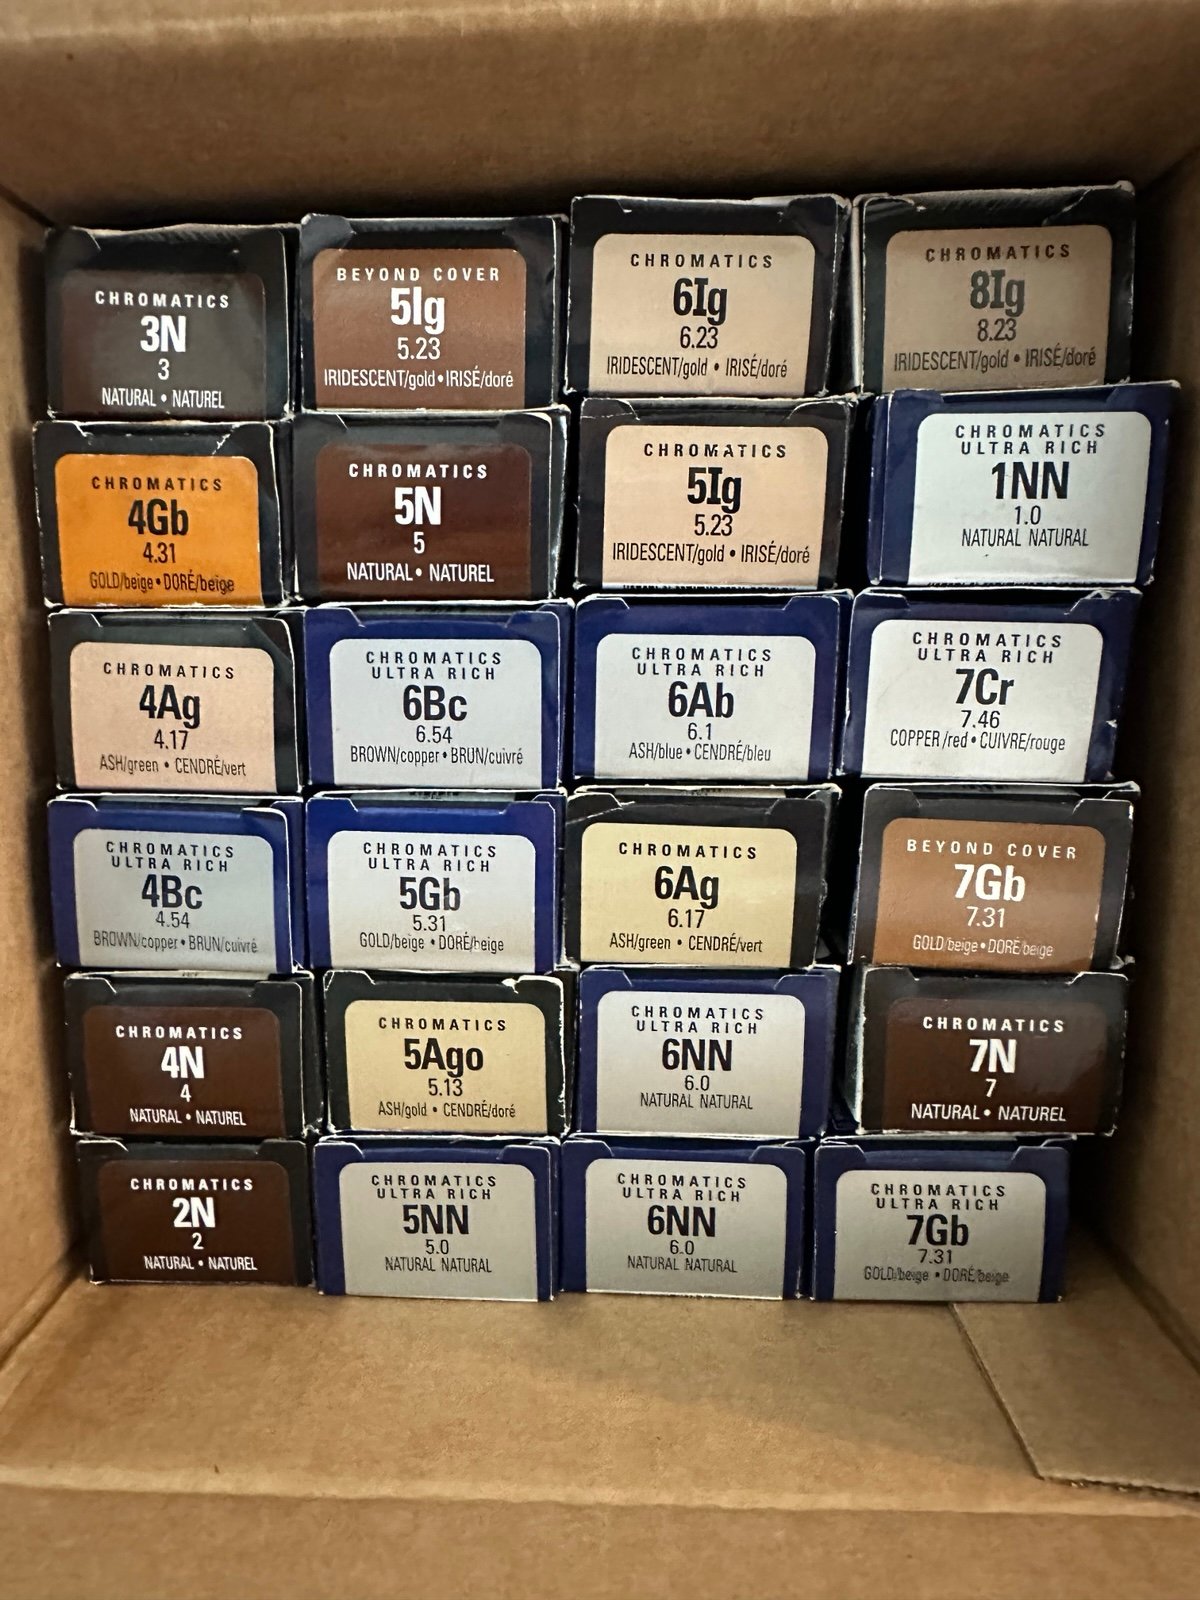 CHROMATICS
3N
3
NATURAL • NATUREL
BEYOND COVER
5Ig
5.23
IRIDESCENT/gold • IRISÉ/doré
CHROMATICS
6Ig
6.23
IRIDESCENT/gold • IRISÉ/doré
CHROMATICS
8Ig
8.23
IRIDESCENT/gold • IRISÉ/doré
CHROMATICS
4Gb
4.31
GOLD/beige • DORÉ/beige
CHROMATICS
5N
5
NATURAL • NATUREL
CHROMATICS
5Ig
5.23
IRIDESCENT/gold • IRISÉ/doré
CHROMATICS
ULTRA RICH
1NN
1.0
NATURAL NATURAL
CHROMATICS
4Ag
4.17
ASH/green • CENDRÉ/vert
CHROMATICS
ULTRA RICH
6Bc
6.54
BROWN/copper • BRUN/cuivré
CHROMATICS
ULTRA RICH
6Ab
6.1
ASH/blue • CENDRÉ/bleu
CHROMATICS
ULTRA RICH
7Cr
7.46
COPPER/red • CUIVRE/rouge
CHROMATICS
ULTRA RICH
4Bc
4.54
BROWN/copper • BRUN/cuivré
CHROMATICS
ULTRA RICH
5Gb
5.31
GOLD/beige • DORÉ/beige
CHROMATICS
6Ag
6.17
ASH/green • CENDRÉ/vert
BEYOND COVER
7Gb
7.31
GOLD/beige • DORÉ/beige
CHROMATICS
4N
4
NATURAL • NATUREL
CHROMATICS
5Ago
5.13
ASH/gold • CENDRÉ/doré
CHROMATICS
ULTRA RICH
6NN
6.0
NATURAL NATURAL
CHROMATICS
7N
7
NATURAL • NATUREL
CHROMATICS
2N
2
NATURAL • NATUREL
CHROMATICS
ULTRA RICH
5NN
5.0
NATURAL NATURAL
CHROMATICS
ULTRA RICH
6NN
6.0
NATURAL NATURAL
CHROMATICS
ULTRA RICH
7Gb
7.31
GOLD/beige • DORÉ/beige